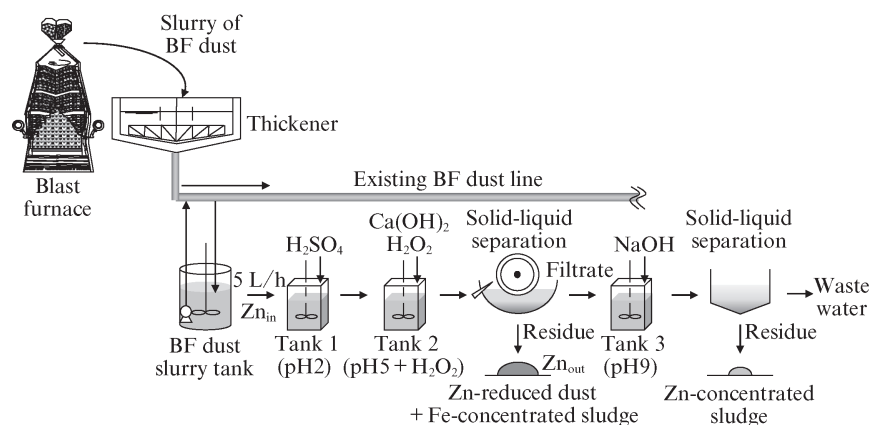 Slurry of
BF dust
Thickener
Blast
furnace
Existing BF dust line
Ca(OH)₂
H₂O₂
Solid-liquid
separation
Solid-liquid
separation
H₂SO₄
NaOH
5 L/h
Zn_in
Filtrate
Waste
water
BF dust
slurry tank
Tank 1
(pH2)
Tank 2
(pH5 + H₂O₂)
Residue
Zn_out
Zn-reduced dust
+ Fe-concentrated sludge
Tank 3
(pH9)
Residue
Zn-concentrated
sludge